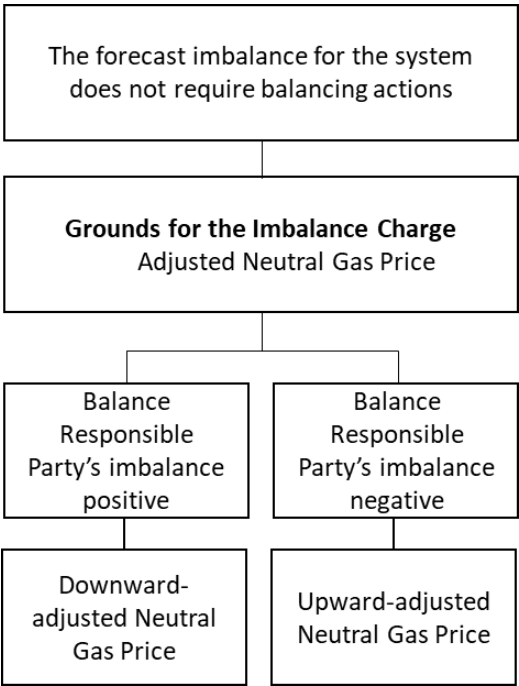 The forecast imbalance for the system
does not require balancing actions
Grounds for the Imbalance Charge
Adjusted Neutral Gas Price
Balance
Responsible
Party’s imbalance
positive
Balance
Responsible
Party’s imbalance
negative
Downward-
adjusted Neutral
Gas Price
Upward-adjusted
Neutral Gas Price